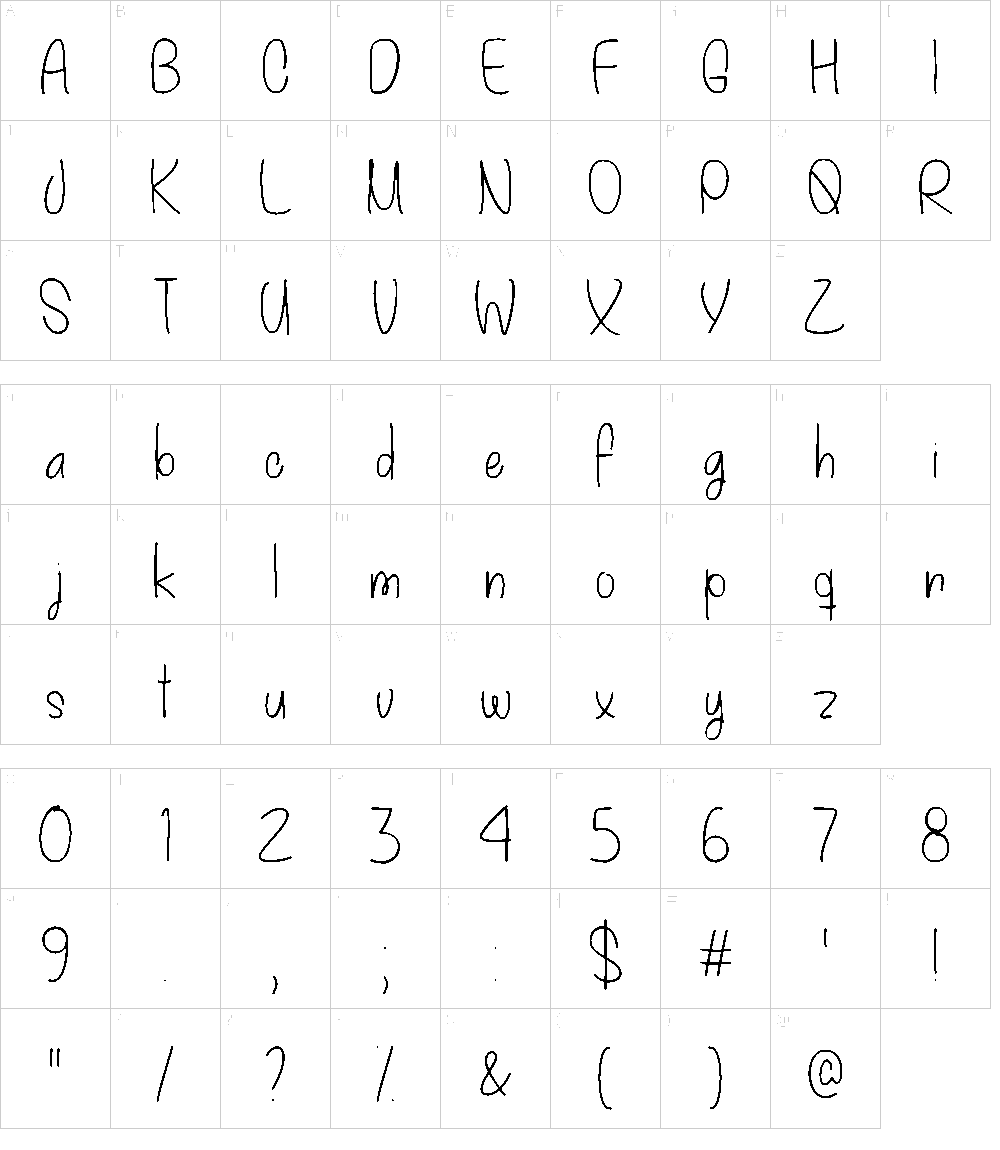 A B C D E F G H I
J K L M N O P Q R
S T U V W X Y Z
a b c d e f g h i
j k l m n o p q r
s t u v w x y z
0 1 2 3 4 5 6 7 8
9 . , ; : $ # ' !
" / ? % & ( ) @